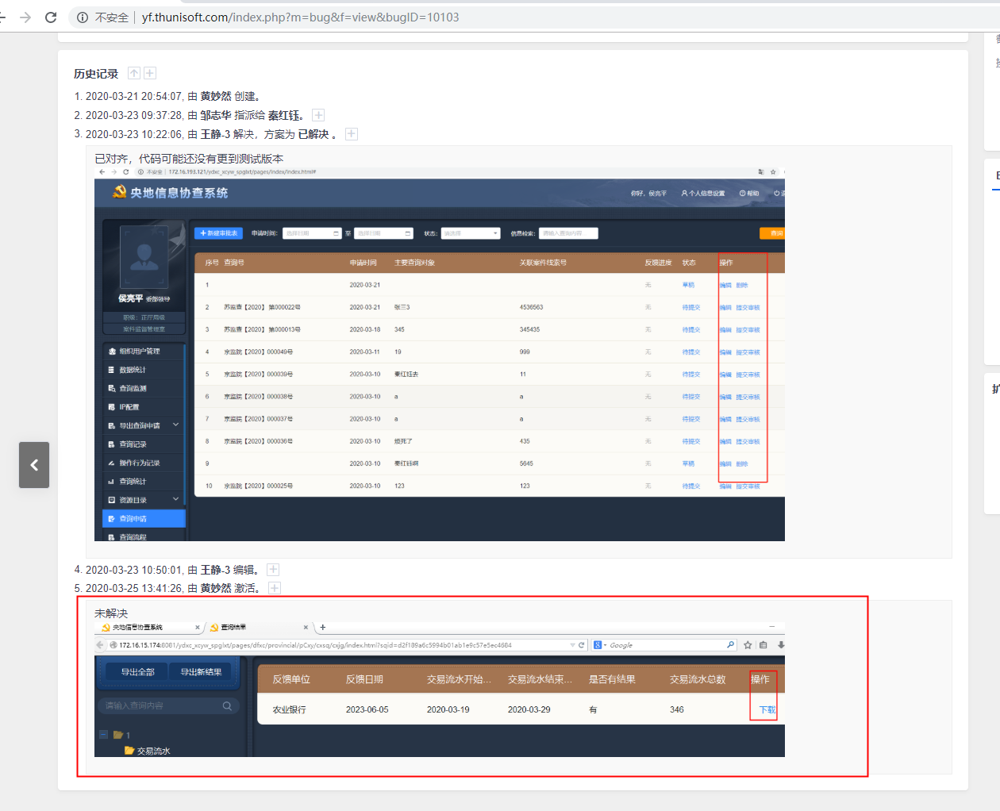 不安全 yf.thunisoft.com/index.php?m=bug&f=view&bugID=10103
历史记录
1. 2020-03-21 20:54:07, 由 黄妙然 创建。
2. 2020-03-23 09:37:28, 由 邹志华 指派给 秦红钰。
3. 2020-03-23 10:22:06, 由 王静-3 解决，方案为 已解决 。
已对齐，代码可能还没有更到测试版本
不安全 172.16.193.121/ydxc_xcyw_spglxt/pages/index/index.html#
央地信息协查系统 你好，侯亮平 个人信息设置 帮助
新建审批表 申请时间： 选择日期 至 选择日期 状态： 请选择 信息检索： 请输入查询内容 查询
序号 查询号 申请时间 主要查询对象 关联案件线索号 反馈进度 状态 操作
1 2020-03-21 无 草稿 编辑 删除
2 苏监查【2020】第000022号 2020-03-21 张三3 4536563 无 待提交 编辑 提交审核
3 苏监查【2020】第000013号 2020-03-18 345 345435 无 待提交 编辑 提交审核
4 京监院【2020】000049号 2020-03-11 19 999 无 待提交 编辑 提交审核
5 京监院【2020】000039号 2020-03-10 秦红钰去 11 无 待提交 编辑 提交审核
6 京监院【2020】000038号 2020-03-10 a a 无 待提交 编辑 提交审核
7 京监院【2020】000037号 2020-03-10 a a 无 待提交 编辑 提交审核
8 京监院【2020】000036号 2020-03-10 烦死了 435 无 待提交 编辑 提交审核
9 2020-03-10 秦红钰啊 5645 无 草稿 编辑 删除
10 京监院【2020】000025号 2020-03-10 123 123 无 待提交 编辑 提交审核
侯亮平 委部领导
职级：正厅局级
案件监督管理室
组织用户管理
数据统计
查询监测
IP配置
导出查询申请
查询记录
操作行为记录
查询统计
资源目录
查询申请
查询流程
4. 2020-03-23 10:50:01, 由 王静-3 编辑。
5. 2020-03-25 13:41:26, 由 黄妙然 激活。
未解决
央地信息协查系统 × 查询结果 × +
172.16.15.174:8081/ydxc_xcyw_spglxt/pages/dfxc/provincial/pCxy/cxsq/cxjg/index.html?sqid=d2f189a6c5994b01ab1e9c57e5ec4684 Google
导出全部 导出新结果
请输入查询内容
1
交易流水
反馈单位 反馈日期 交易流水开始... 交易流水结束... 是否有结果 交易流水总数 操作
农业银行 2023-06-05 2020-03-19 2020-03-29 有 346 下载